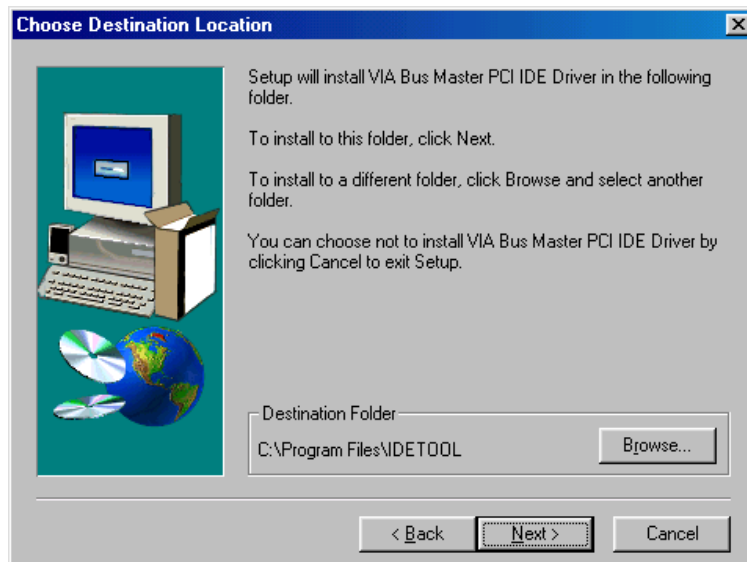 Choose Destination Location
Setup will install VIA Bus Master PCI IDE Driver in the following
folder.
To install to this folder, click Next.
To install to a different folder, click Browse and select another
folder.
You can choose not to install VIA Bus Master PCI IDE Driver by
clicking Cancel to exit Setup.
Destination Folder
C:\Program Files\IDETOOL
Browse...
< Back
Next >
Cancel